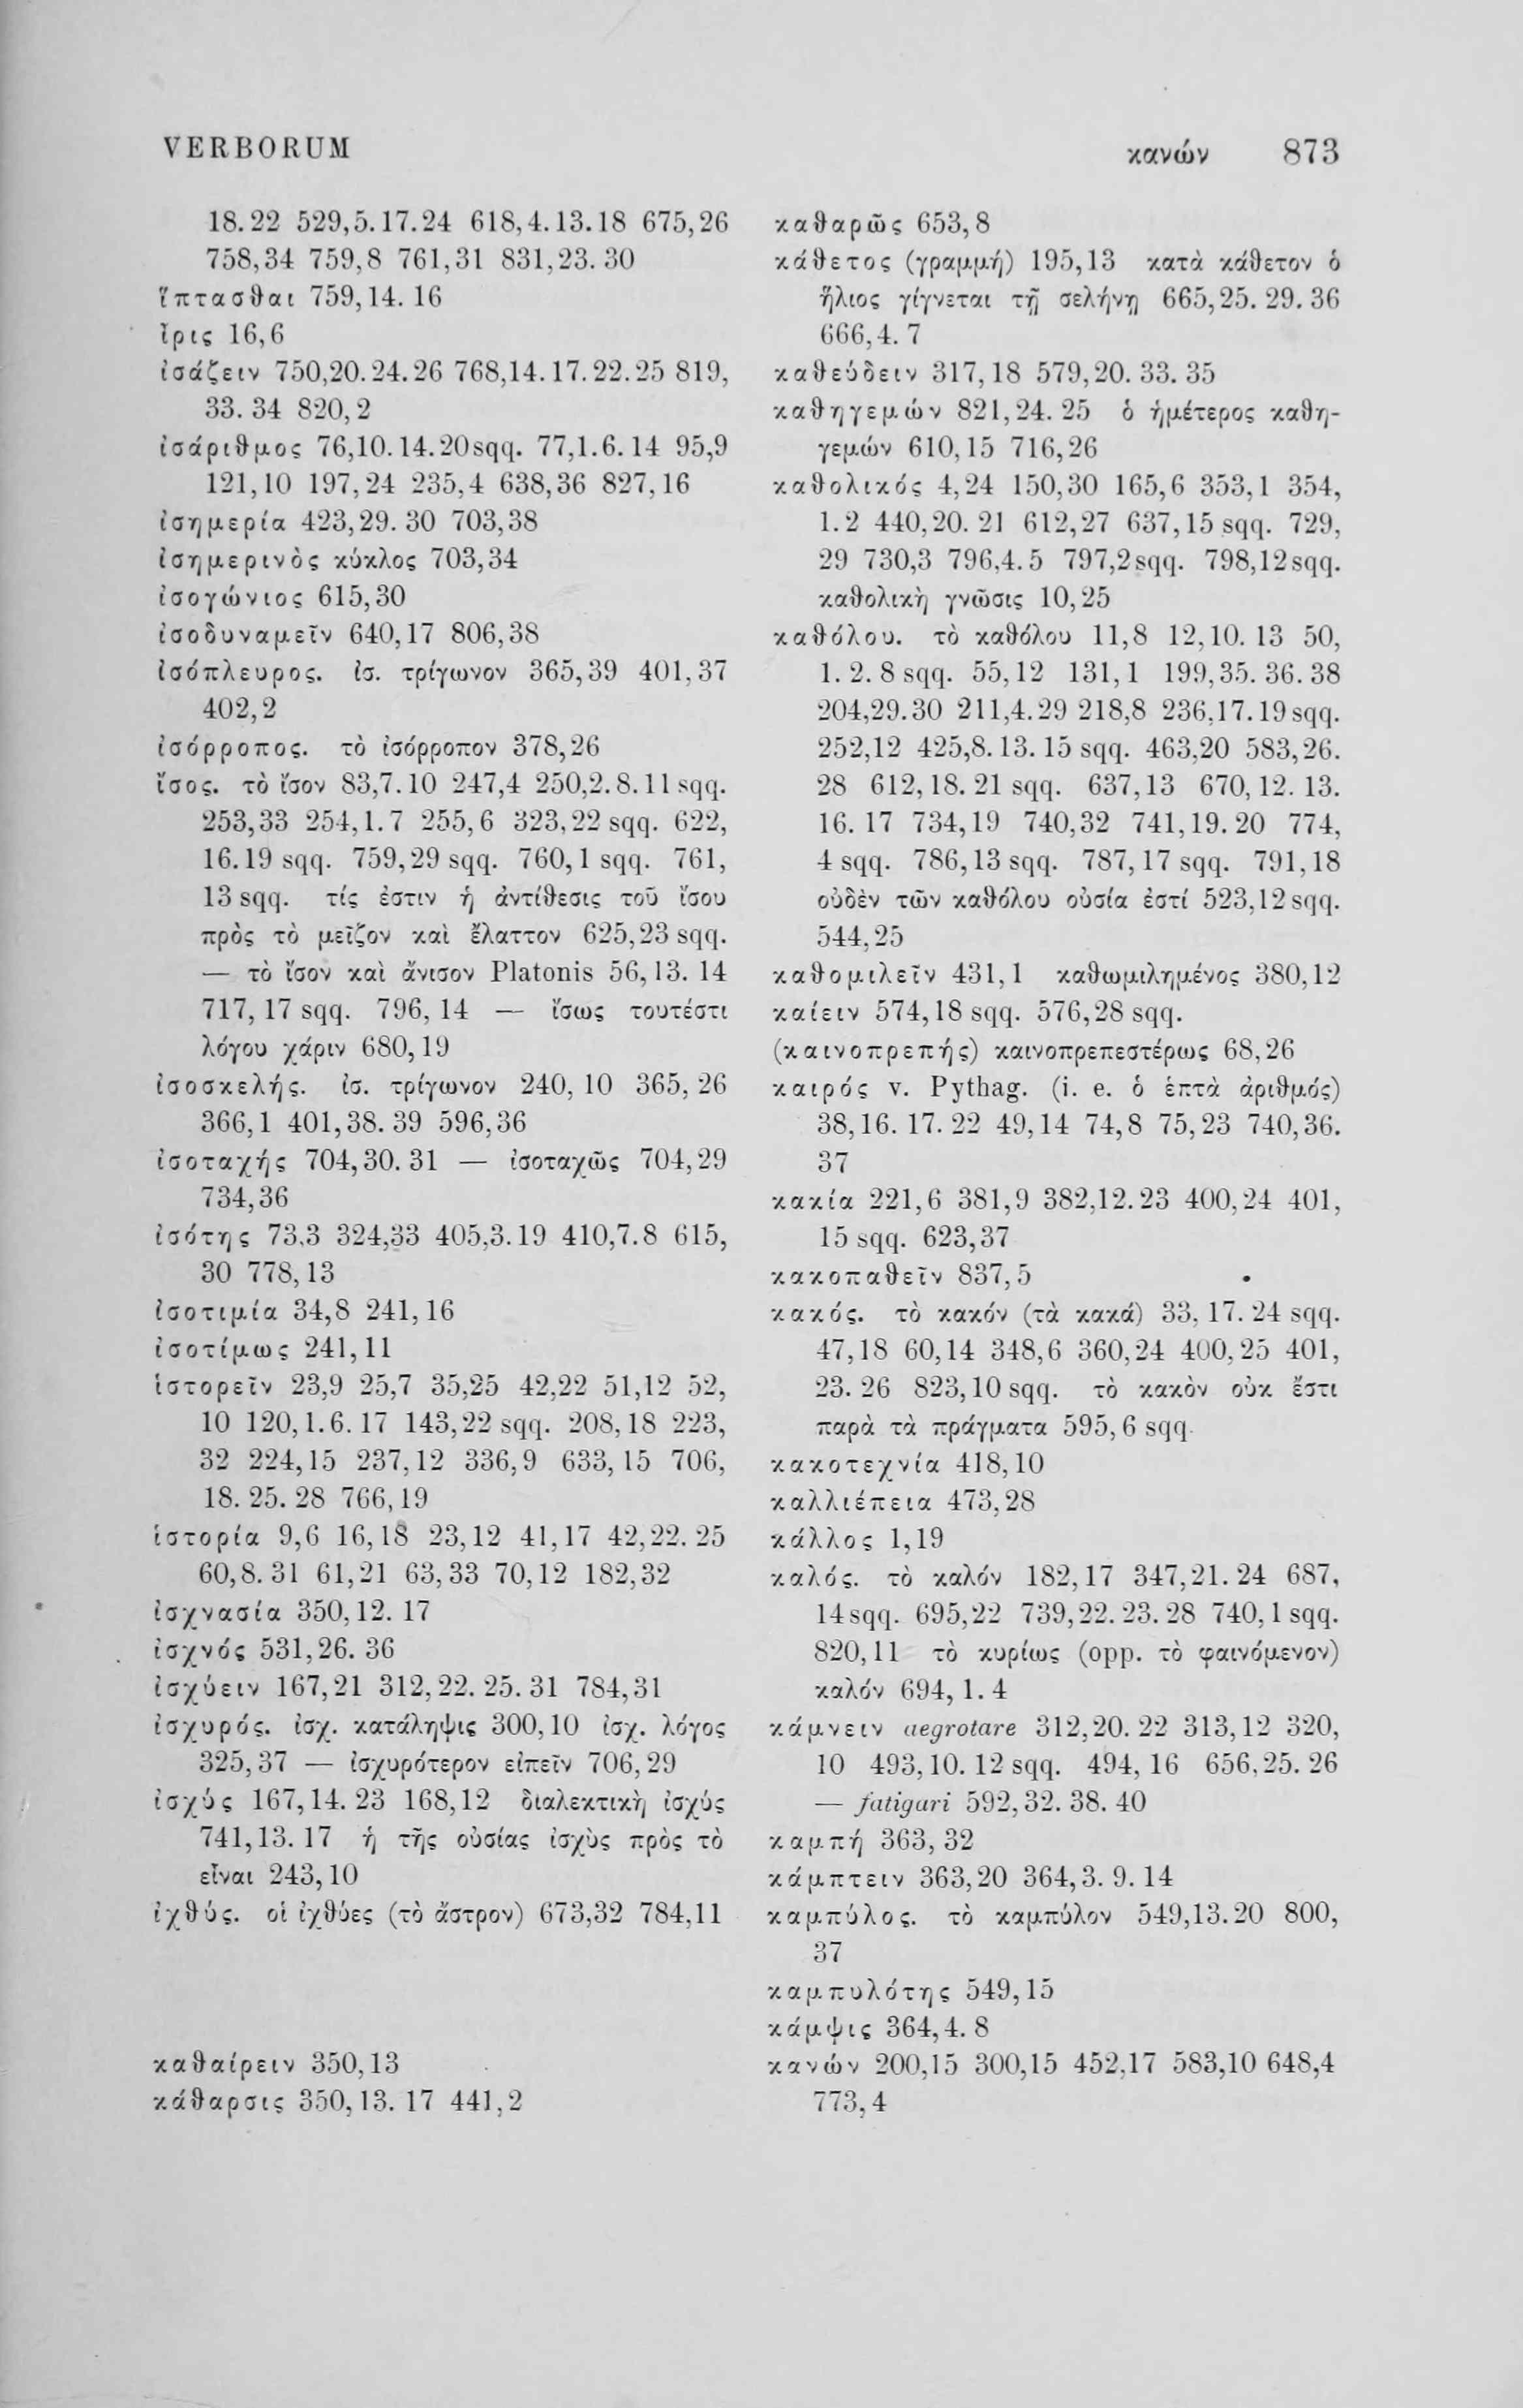 VERBORUM
κανών 873
18.22 529,5.17.24 618,4.13.18 675,26
758,34 759,8 761,31 831,23.30
ἵπτασθαι 759,14.16
ἶρις 16,6
ἰσάζειν 750,20.24.26 768,14.17.22.25 819,
33.34 820,2
ἰσάριθμος 76,10.14.20sqq. 77,1.6.14 95,9
121,10 197,24 235,4 638,36 827,16
ἰσημερία 423,29.30 703,38
ἰσημερινὸς κύκλος 703,34
ἰσογώνιος 615,30
ἰσοδυναμεῖν 640,17 806,38
ἰσόπλευρος. ἰσ. τρίγωνον 365,39 401,37
402,2
ἰσόρροπος. τὸ ἰσόρροπον 378,26
ἴσος. τὸ ἴσον 83,7.10 247,4 250,2.8.11 sqq.
253,33 254,1.7 255,6 323,22 sqq. 622,
16.19 sqq. 759,29 sqq. 760,1 sqq. 761,
13 sqq. τίς ἐστιν ἡ ἀντίθεσις τοῦ ἴσου
πρὸς τὸ μεῖζον καὶ ἔλαττον 625,23 sqq.
— τὸ ἴσον καὶ ἄνισον Platonis 56,13.14
717,17 sqq. 796,14 — ἴσως τουτέστι
λόγου χάριν 680,19
ἰσοσκελής. ἰσ. τρίγωνον 240,10 365,26
366,1 401,38.39 596,36
ἰσοταχής 704,30.31 — ἰσοταχῶς 704,29
734,36
ἰσότης 73,3 324,33 405,3.19 410,7.8 615,
30 778,13
ἰσοτιμία 34,8 241,16
ἰσοτίμως 241,11
ἱστορεῖν 23,9 25,7 35,25 42,22 51,12 52,
10 120,1.6.17 143,22 sqq. 208,18 223,
32 224,15 237,12 336,9 633,15 706,
18.25.28 766,19
ἱστορία 9,6 16,18 23,12 41,17 42,22.25
60,8.31 61,21 63,33 70,12 182,32
ἰσχνασία 350,12.17
ἰσχνός 531,26.36
ἰσχύειν 167,21 312,22.25.31 784,31
ἰσχυρός. ἰσχ. κατάληψις 300,10 ἰσχ. λόγος
325,37 — ἰσχυρότερον εἰπεῖν 706,29
ἰσχύς 167,14.23 168,12 διαλεκτικὴ ἰσχύς
741,13.17 ἡ τῆς οὐσίας ἰσχὺς πρὸς τὸ
εἶναι 243,10
ἰχθύς. οἱ ἰχθύες (τὸ ἄστρον) 673,32 784,11
καθαίρειν 350,13
κάθαρσις 350,13.17 441,2
καθαρῶς 653,8
κάθετος (γραμμή) 195,13 κατὰ κάθετον ὁ
ἥλιος γίγνεται τῇ σελήνῃ 665,25.29.36
666,4.7
καθεύδειν 317,18 579,20.33.35
καθηγεμών 821,24.25 ὁ ἡμέτερος καθη-
γεμών 610,15 716,26
καθολικός 4,24 150,30 165,6 353,1 354,
1.2 440,20.21 612,27 637,15 sqq. 729,
29 730,3 796,4.5 797,2sqq. 798,12sqq.
καθολικὴ γνῶσις 10,25
καθόλου. τὸ καθόλου 11,8 12,10.13 50,
1.2.8 sqq. 55,12 131,1 199,35.36.38
204,29.30 211,4.29 218,8 236,17.19sqq.
252,12 425,8.13.15 sqq. 463,20 583,26.
28 612,18.21 sqq. 637,13 670,12.13.
16.17 734,19 740,32 741,19.20 774,
4 sqq. 786,13 sqq. 787,17 sqq. 791,18
οὐδὲν τῶν καθόλου οὐσία ἐστί 523,12sqq.
544,25
καθομιλεῖν 431,1 καθωμιλημένος 380,12
καίειν 574,18 sqq. 576,28 sqq.
(καινοπρεπής) καινοπρεπεστέρως 68,26
καιρός v. Pythag. (i. e. ὁ ἑπτὰ ἀριθμός)
38,16.17.22 49,14 74,8 75,23 740,36.
37
κακία 221,6 381,9 382,12.23 400,24 401,
15 sqq. 623,37
κακοπαθεῖν 837,5
κακός. τὸ κακόν (τὰ κακά) 33,17.24 sqq.
47,18 60,14 348,6 360,24 400,25 401,
23.26 823,10 sqq. τὸ κακὸν οὐκ ἔστι
παρὰ τὰ πράγματα 595,6 sqq.
κακοτεχνία 418,10
καλλιέπεια 473,28
κάλλος 1,19
καλός. τὸ καλόν 182,17 347,21.24 687,
14sqq. 695,22 739,22.23.28 740,1 sqq.
820,11 τὸ κυρίως (opp. τὸ φαινόμενον)
καλόν 694,1.4
κάμνειν aegrotare 312,20.22 313,12 320,
10 493,10.12 sqq. 494,16 656,25.26
— fatigari 592,32.38.40
καμπή 363,32
κάμπτειν 363,20 364,3.9.14
καμπύλος. τὸ καμπύλον 549,13.20 800,
37
καμπυλότης 549,15
κάμψις 364,4.8
κανών 200,15 300,15 452,17 583,10 648,4
773,4